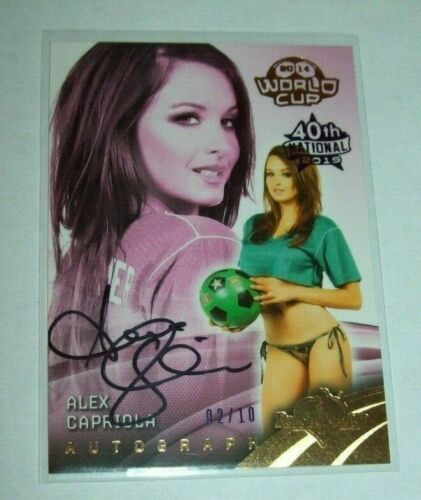 2014
WORLD
CUP
40th
NATIONAL
2019
ALEX
CAPRIOLA
02/10
AUTOGRAPH